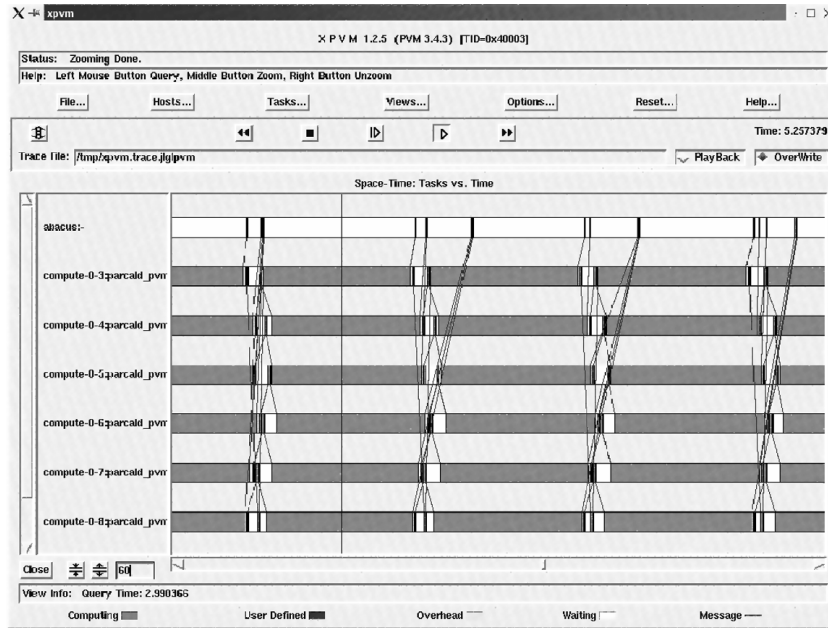 xpvm
X P V M 1.2.5 (PVM 3.4.3) [TID=0x40003]
Status: Zooming Done.
Help: Left Mouse Button Query, Middle Button Zoom, Right Button Unzoom
File... Hosts... Tasks... Views... Options... Reset... Help...
Time: 5.257379
Trace File: /tmp/xpvm.trace.jglpvm PlayBack OverWrite
Space-Time: Tasks vs. Time
abacus:-
compute-0-3:parcald_pvm
compute-0-4:parcald_pvm
compute-0-5:parcald_pvm
compute-0-6:parcald_pvm
compute-0-7:parcald_pvm
compute-0-8:parcald_pvm
Close 60
View Info: Query Time: 2.990366
Computing User Defined Overhead Waiting Message